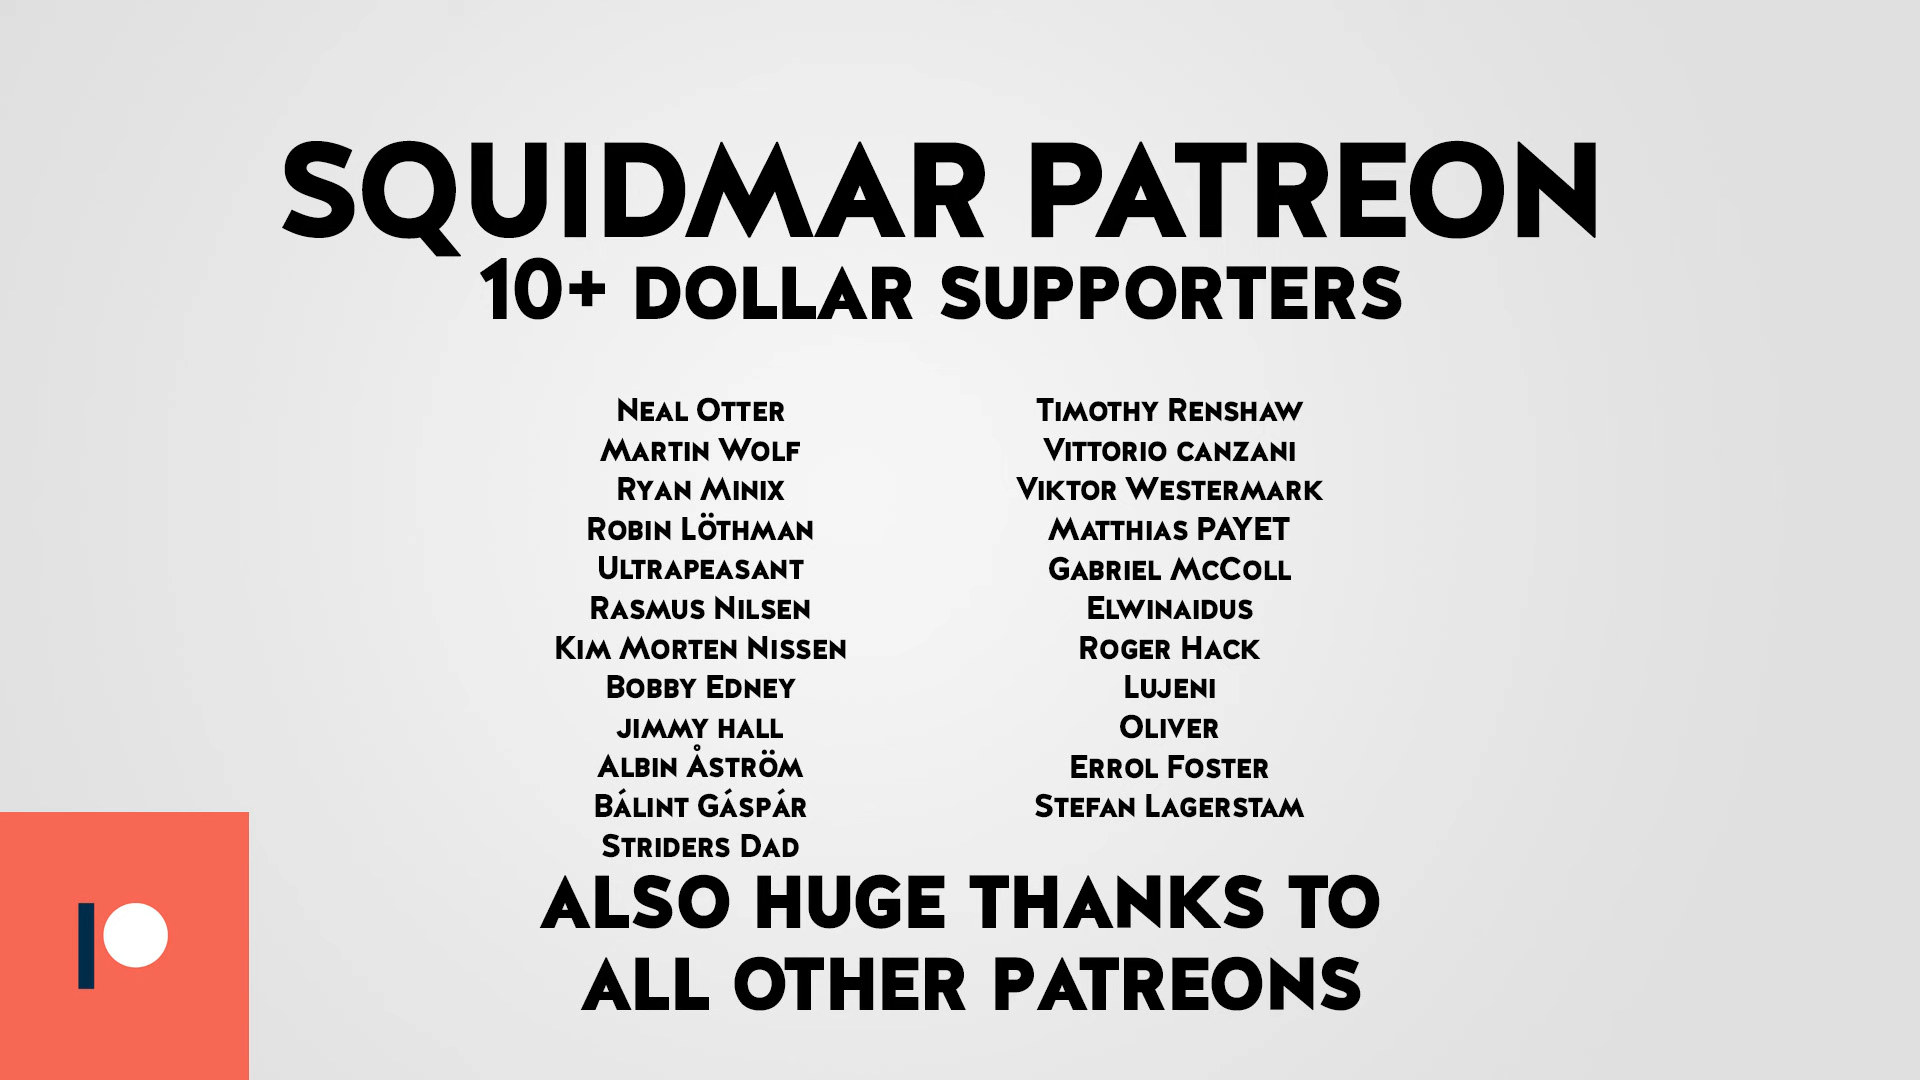 SQUIDMAR PATREON
10+ DOLLAR SUPPORTERS
Neal Otter
Martin Wolf
Ryan Minix
Robin Löthman
Ultrapeasant
Rasmus Nilsen
Kim Morten Nissen
Bobby Edney
jimmy hall
Albin Åström
Bálint Gáspár
Striders Dad
Timothy Renshaw
Vittorio canzani
Viktor Westermark
Matthias PAYET
Gabriel McColl
Elwinaidus
Roger Hack
Lujeni
Oliver
Errol Foster
Stefan Lagerstam
ALSO HUGE THANKS TO
ALL OTHER PATREONS